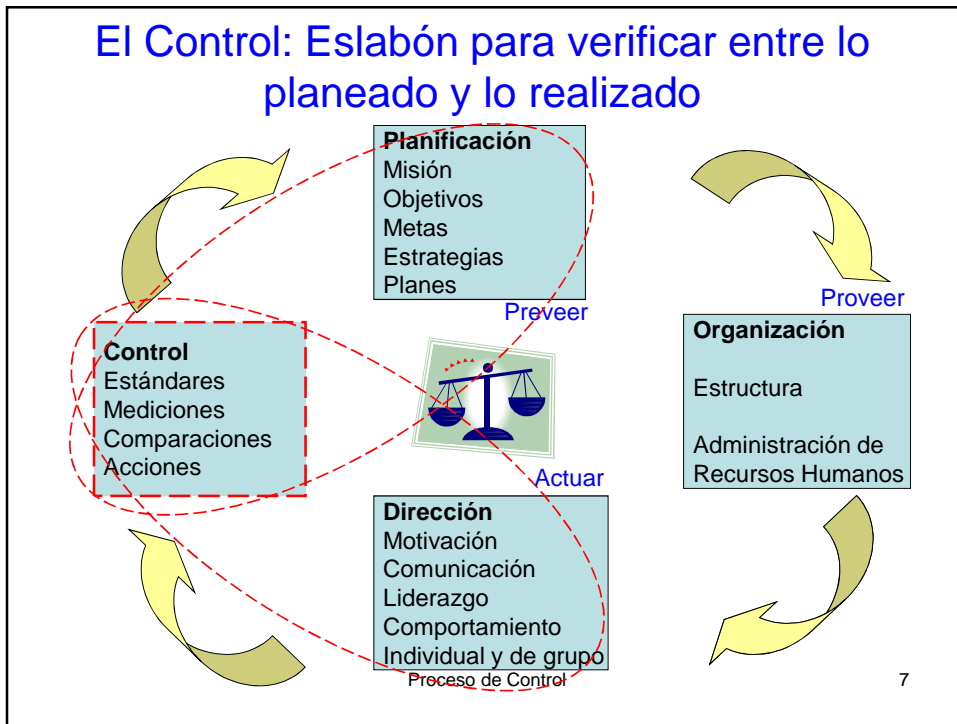 El Control: Eslabón para verificar entre lo
planeado y lo realizado
Planificación
Misión
Objetivos
Metas
Estrategias
Planes
Preveer
Proveer
Organización
Estructura
Administración de
Recursos Humanos
Control
Estándares
Mediciones
Comparaciones
Acciones
Actuar
Dirección
Motivación
Comunicación
Liderazgo
Comportamiento
Individual y de grupo
Proceso de Control
7